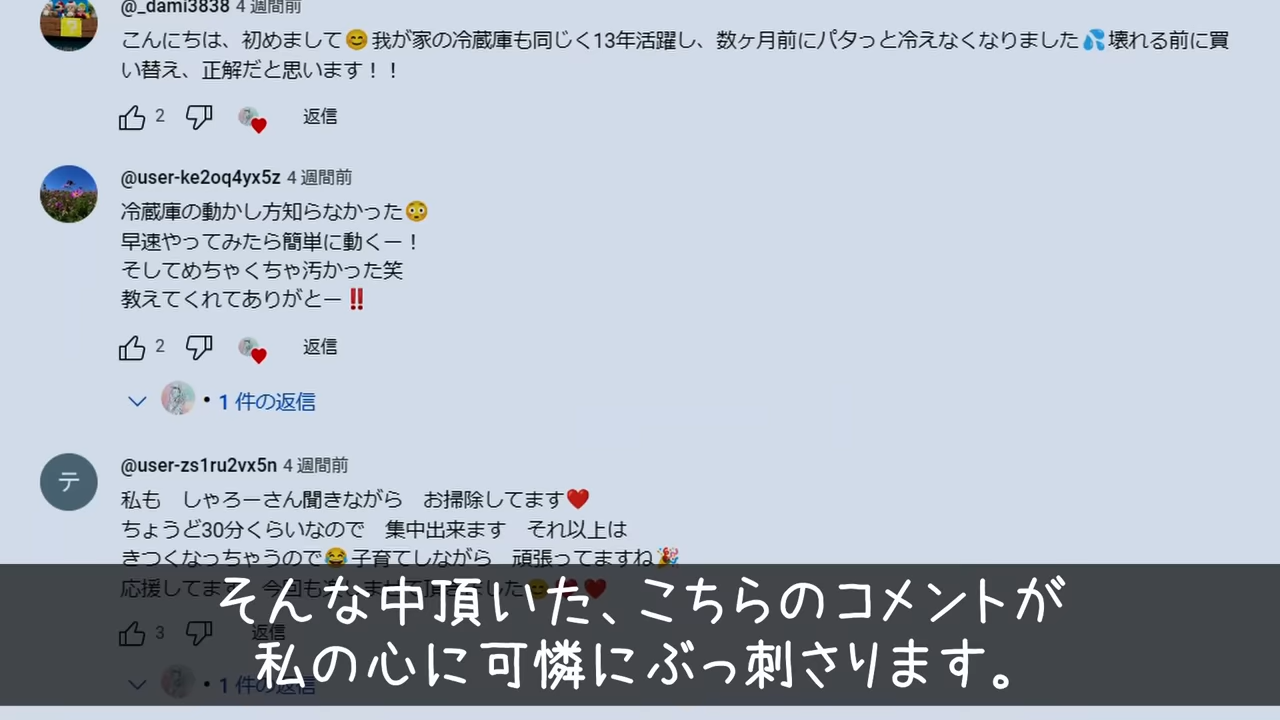 @_dami3838 4 週間前
こんにちは、初めまして😊我が家の冷蔵庫も同じく13年活躍し、数ヶ月前にパタっと冷えなくなりました💦壊れる前に買
い替え、正解だと思います！！
2 返信
@user-ke2oq4yx5z 4 週間前
冷蔵庫の動かし方知らなかった😳
早速やってみたら簡単に動くー！
そしてめちゃくちゃ汚かった笑
教えてくれてありがとー‼️
2 返信
・1 件の返信
テ
@user-zs1ru2vx5n 4 週間前
私も　しゃろーさん聞きながら　お掃除してます❤️
ちょうど30分くらいなので　集中出来ます　それ以上は
きつくなっちゃうので😂子育てしながら　頑張ってますね🎉
応援してます
3 返信
・1 件の返信
そんな中頂いた、こちらのコメントが
私の心に可憐にぶっ刺さります。